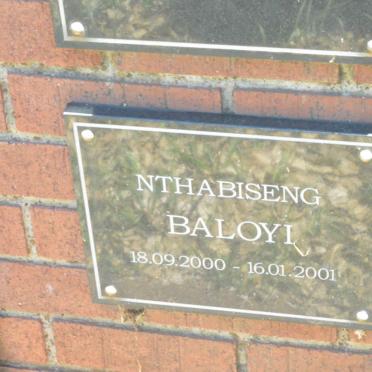 NTHABISENG
BALOYI
18.09.2000 - 16.01.2001